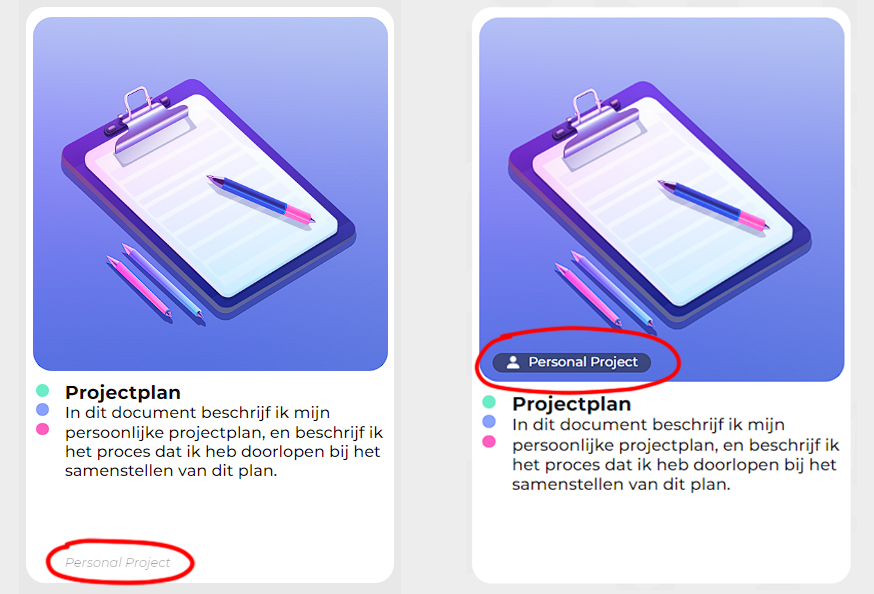 Projectplan
In dit document beschrijf ik mijn
persoonlijke projectplan, en beschrijf ik
het proces dat ik heb doorlopen bij het
samenstellen van dit plan.
Personal Project
Personal Project
Projectplan
In dit document beschrijf ik mijn
persoonlijke projectplan, en beschrijf ik
het proces dat ik heb doorlopen bij het
samenstellen van dit plan.